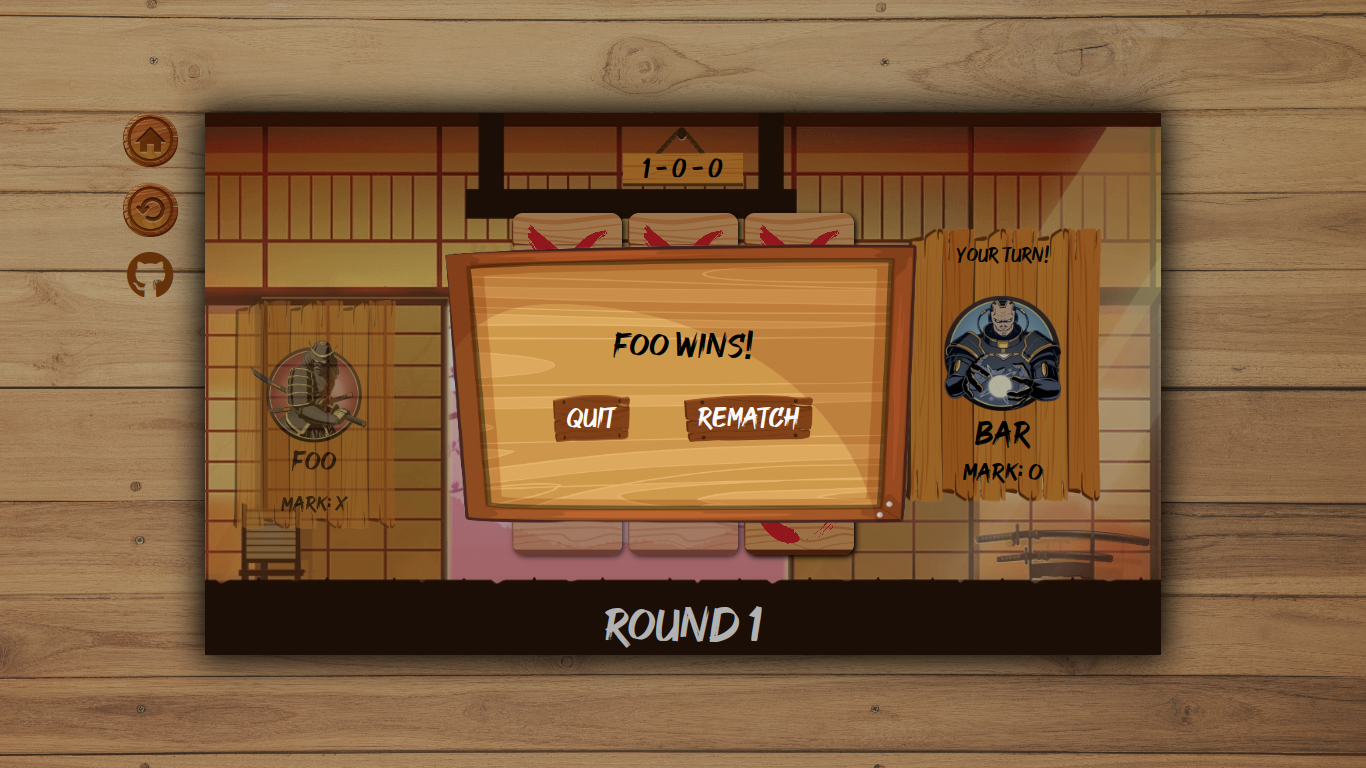 1-0-0
YOUR TURN!
FOO WINS!
QUIT
REMATCH
FOO
MARK: X
BAR
MARK: O
ROUND 1